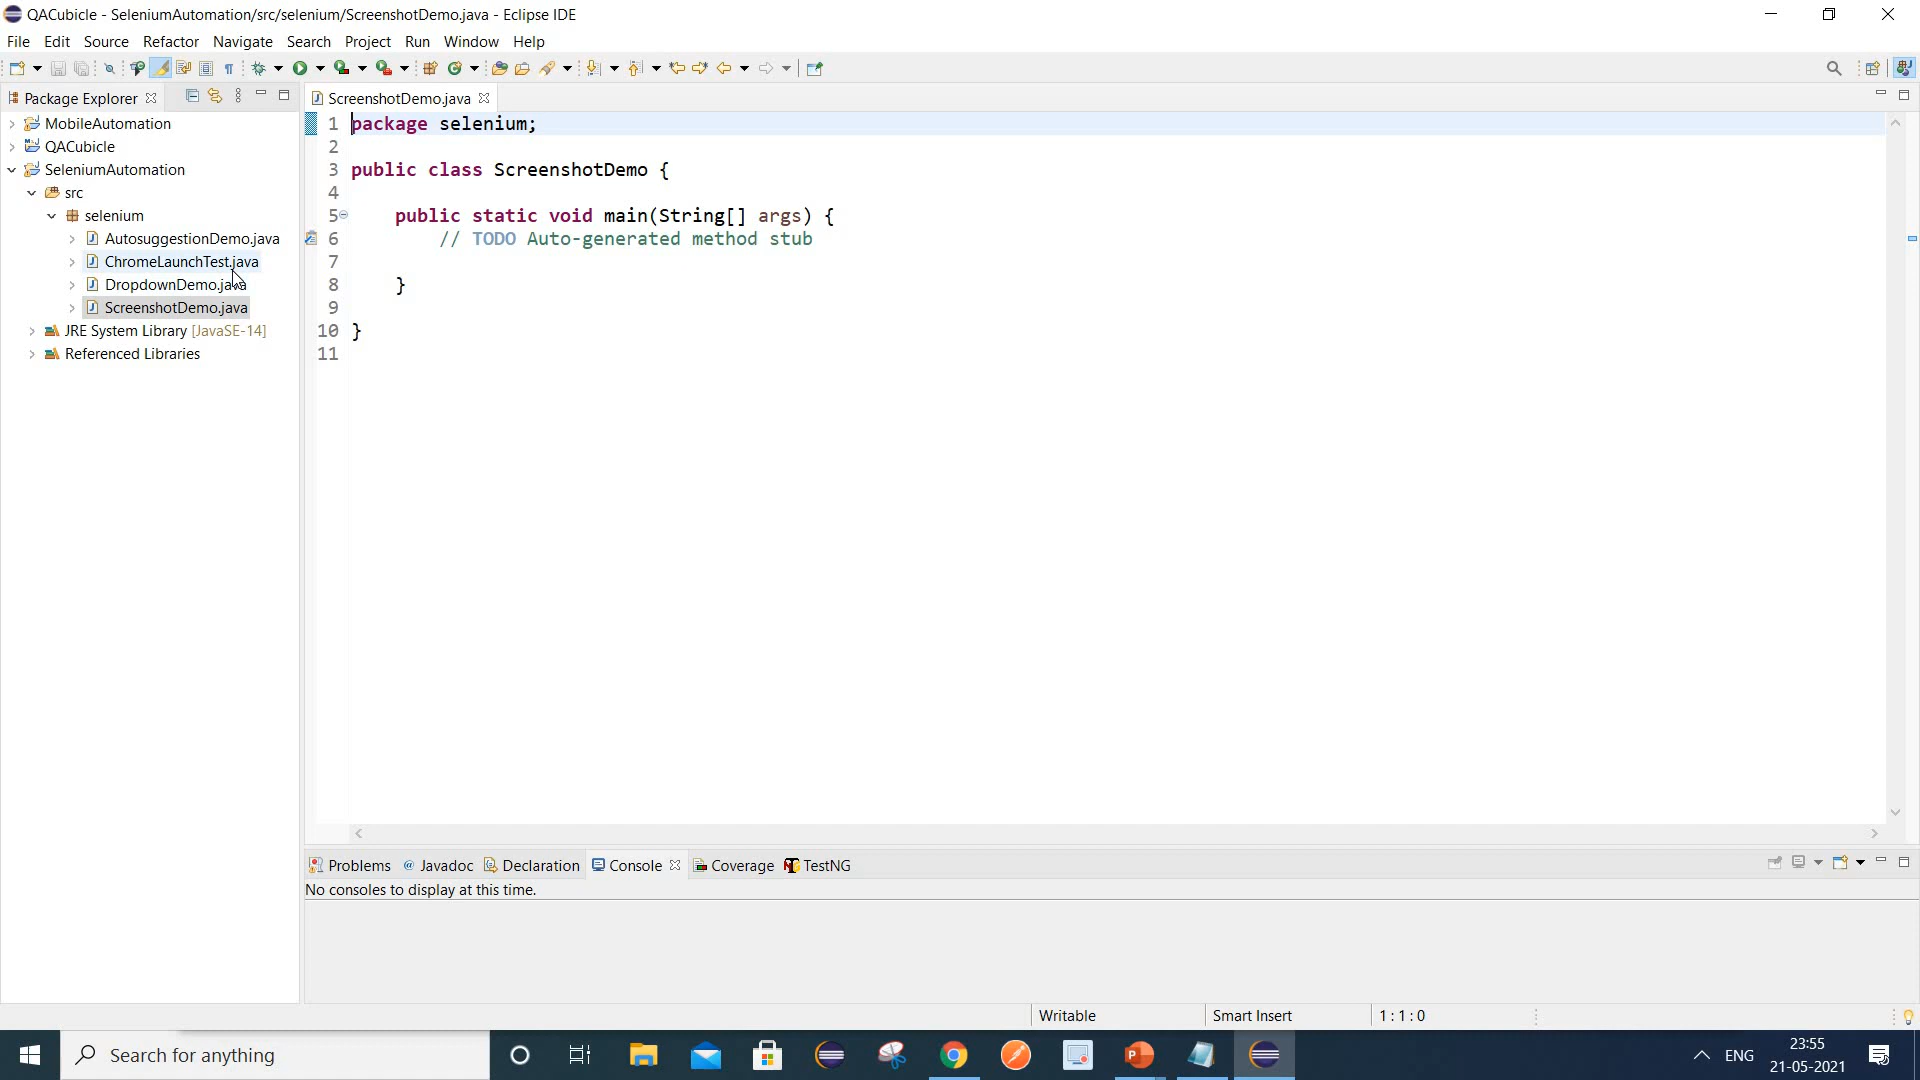 QACubicle - SeleniumAutomation/src/selenium/ScreenshotDemo.java - Eclipse IDE
File Edit Source Refactor Navigate Search Project Run Window Help
Package Explorer
MobileAutomation
QACubicle
SeleniumAutomation
src
selenium
AutosuggestionDemo.java
ChromeLaunchTest.java
DropdownDemo.java
ScreenshotDemo.java
JRE System Library [JavaSE-14]
Referenced Libraries
ScreenshotDemo.java
1 package selenium;
2
3 public class ScreenshotDemo {
4
5 public static void main(String[] args) {
6 // TODO Auto-generated method stub
7
8 }
9
10 }
11
Problems @ Javadoc Declaration Console Coverage TestNG
No consoles to display at this time.
Writable Smart Insert 1 : 1 : 0
Search for anything
ENG
23:55
21-05-2021